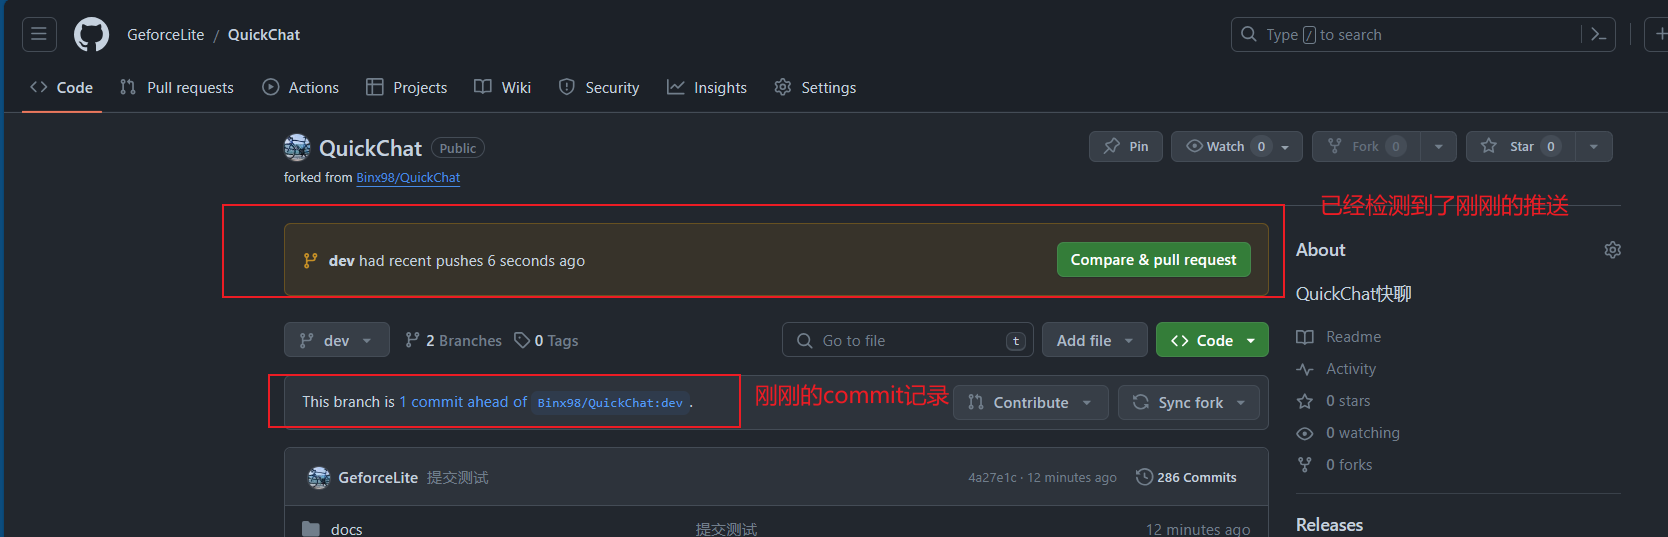 GeforceLite / QuickChat
Type / to search
Code Pull requests Actions Projects Wiki Security Insights Settings
QuickChat Public
Pin Watch 0 Fork 0 Star 0
forked from Binx98/QuickChat
已经检测到了刚刚的推送
dev had recent pushes 6 seconds ago
Compare & pull request
dev 2 Branches 0 Tags
Go to file t Add file Code
This branch is 1 commit ahead of Binx98/QuickChat:dev.
刚刚的commit记录
Contribute Sync fork
GeforceLite 提交测试 4a27e1c · 12 minutes ago 286 Commits
docs 提交测试 12 minutes ago
About
QuickChat快聊
Readme
Activity
0 stars
0 watching
0 forks
Releases